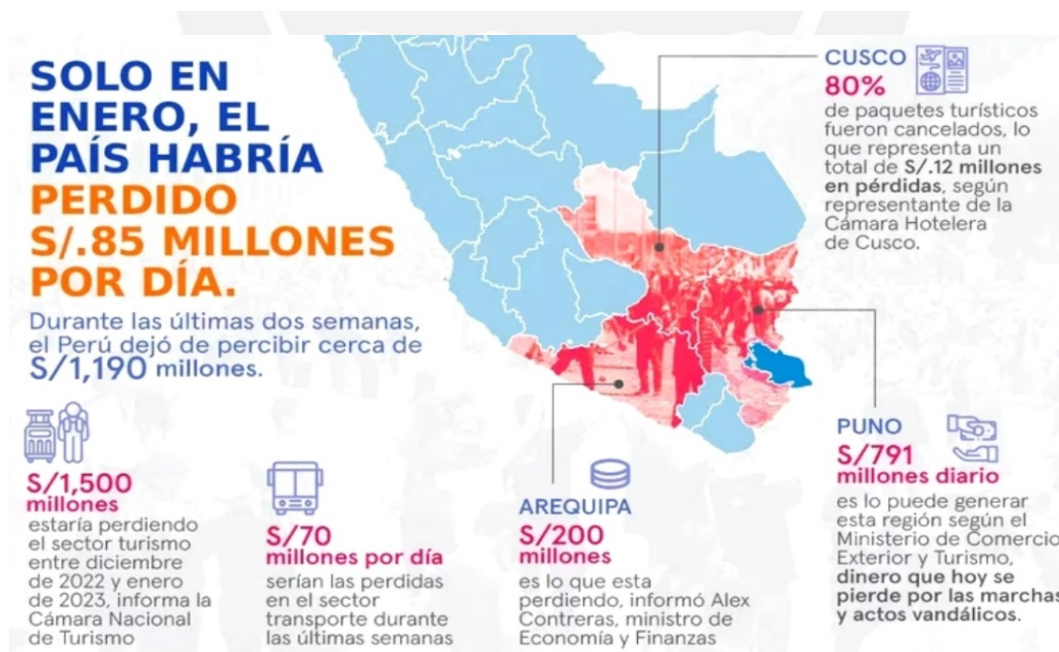 SOLO EN
ENERO, EL
PAÍS HABRÍA
PERDIDO
S/.85 MILLONES
POR DÍA.
Durante las últimas dos semanas,
el Perú dejó de percibir cerca de
S/1,190 millones.
CUSCO
80%
de paquetes turísticos
fueron cancelados, lo
que representa un
total de S/.12 millones
en pérdidas, según
representante de la
Cámara Hotelera
de Cusco.
S/1,500
millones
estaría perdiendo
el sector turismo
entre diciembre
de 2022 y enero
de 2023, informa la
Cámara Nacional
de Turismo
S/70
millones por día
serían las perdidas
en el sector
transporte durante
las últimas semanas
AREQUIPA
S/200
millones
es lo que esta
perdiendo, informó Alex
Contreras, ministro de
Economía y Finanzas
PUNO
S/791
millones diario
es lo puede generar
esta región según el
Ministerio de Comercio
Exterior y Turismo,
dinero que hoy se
pierde por las marchas
y actos vandálicos.